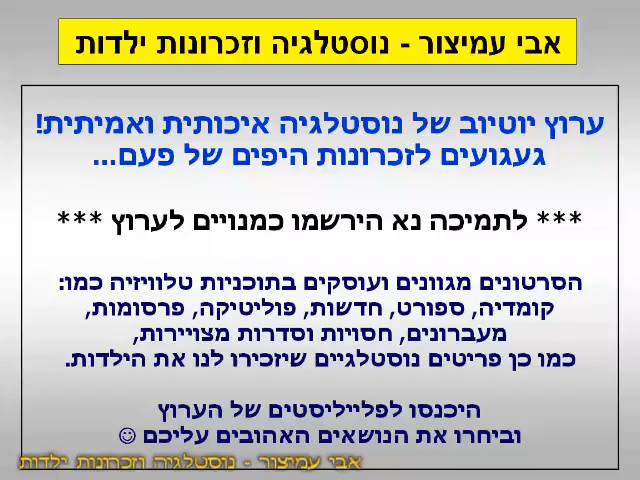 אבי עמיצור - נוסטלגיה וזכרונות ילדות
ערוץ יוטיוב של נוסטלגיה איכותית ואמיתית!
געגועים לזכרונות היפים של פעם...
*** לתמיכה נא הירשמו כמנויים לערוץ ***
הסרטונים מגוונים ועוסקים בתוכניות טלוויזיה כמו:
קומדיה, ספורט, חדשות, פוליטיקה, פרסומות,
מעברונים, חסויות וסדרות מצויירות,
כמו כן פריטים נוסטלגיים שיזכירו לנו את הילדות.
היכנסו לפלייליסטים של הערוץ
וביחרו את הנושאים האהובים עליכם ☺
אבי עמיצור - נוסטלגיה וזכרונות ילדות